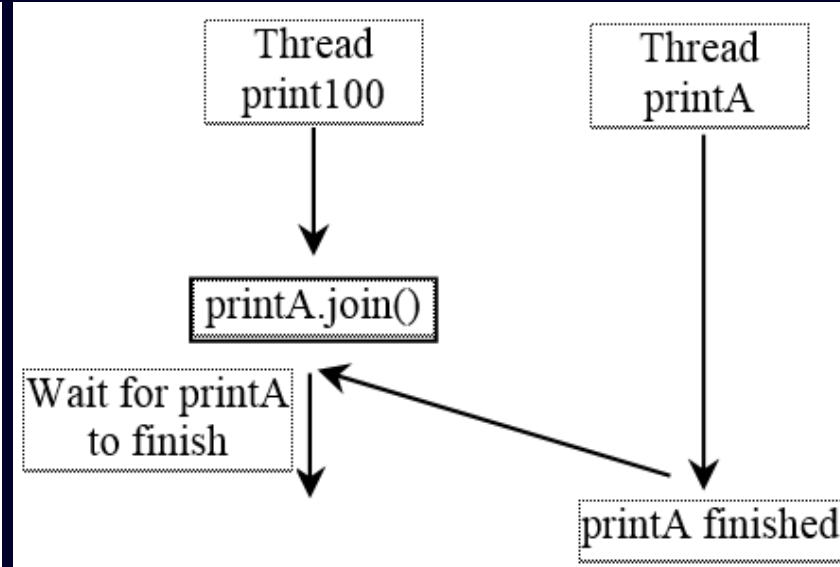 Thread
print100
Thread
printA
printA.join()
Wait for printA
to finish
printA finished